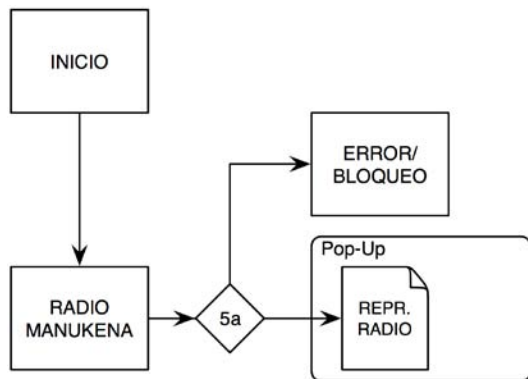 INICIO
ERROR/
BLOQUEO
Pop-Up
RADIO
MANUKENA
5a
REPR.
RADIO